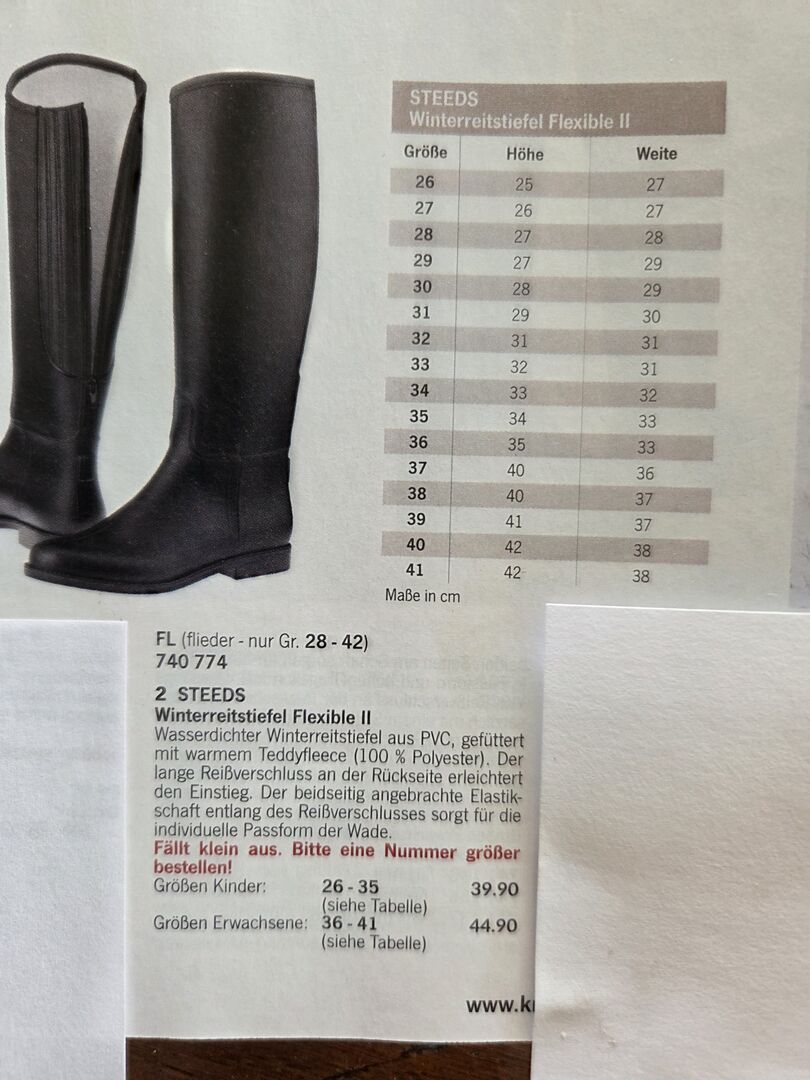 STEEDS
Winterreitstiefel Flexible II
Größe Höhe Weite
26 25 27
27 26 27
28 27 28
29 27 29
30 28 29
31 29 30
32 31 31
33 32 31
34 33 32
35 34 33
36 35 33
37 40 36
38 40 37
39 41 37
40 42 38
41 42 38
Maße in cm
FL (flieder - nur Gr. 28 - 42)
740 774
2 STEEDS
Winterreitstiefel Flexible II
Wasserdichter Winterreitstiefel aus PVC, gefüttert
mit warmem Teddyfleece (100 % Polyester). Der
lange Reißverschluss an der Rückseite erleichtert
den Einstieg. Der beidseitig angebrachte Elastik-
schaft entlang des Reißverschlusses sorgt für die
individuelle Passform der Wade.
Fällt klein aus. Bitte eine Nummer größer
bestellen!
Größen Kinder: 26 - 35 39.90
(siehe Tabelle)
Größen Erwachsene: 36 - 41 44.90
(siehe Tabelle)